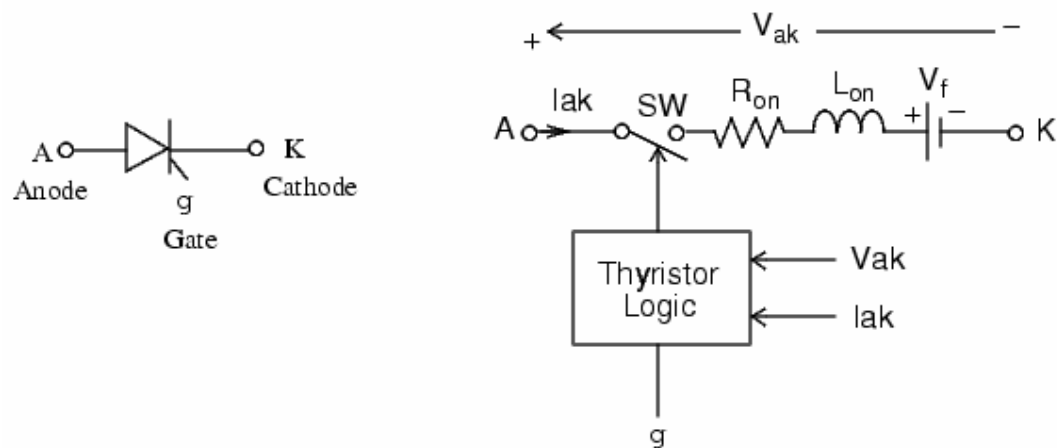 A
Anode
g
Gate
K
Cathode
+ Vak −
Iak SW Ron Lon Vf
A + − K
Thyristor
Logic
Vak
Iak
g